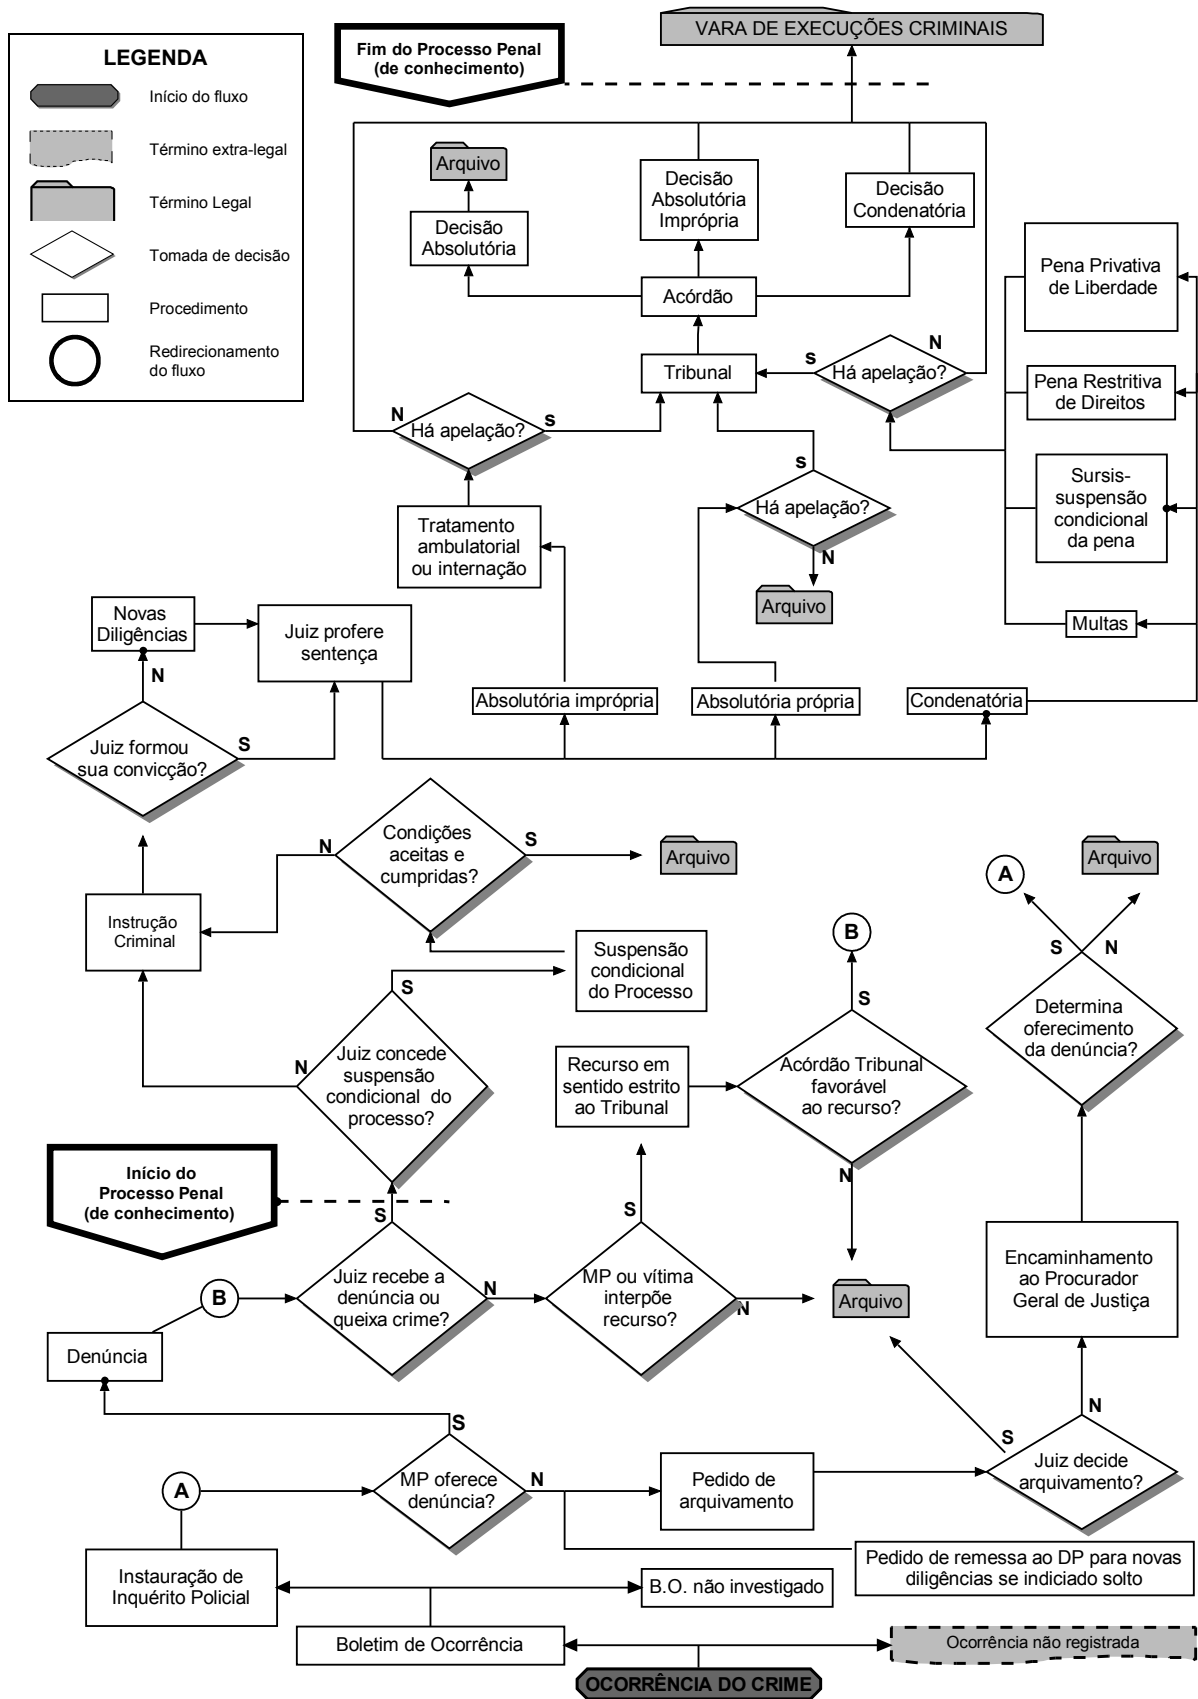 VARA DE EXECUÇÕES CRIMINAIS
Fim do Processo Penal
(de conhecimento)
LEGENDA
Início do fluxo
Término extra-legal
Término Legal
Tomada de decisão
Procedimento
Redirecionamento
do fluxo
Arquivo
Decisão
Absolutória
Decisão
Absolutória
Imprópria
Decisão
Condenatória
Acórdão
Tribunal
Há apelação?
S
N
Pena Privativa
de Liberdade
Pena Restritiva
de Direitos
Sursis-
suspensão
condicional
da pena
Multas
N
Há apelação?
S
S
Há apelação?
N
Arquivo
Tratamento
ambulatorial
ou internação
Novas
Diligências
Juiz profere
sentença
N
Absolutória imprópria
Absolutória própria
Condenatória
Juiz formou
sua convicção?
S
Condições
aceitas e
cumpridas?
N
S
Arquivo
Instrução
Criminal
Suspensão
condicional
do Processo
S
Juiz concede
suspensão
condicional do
processo?
N
B
S
Recurso em
sentido estrito
ao Tribunal
Acórdão Tribunal
favorável
ao recurso?
N
A
Arquivo
S
N
Determina
oferecimento
da denúncia?
Início do
Processo Penal
(de conhecimento)
S
S
Encaminhamento
ao Procurador
Geral de Justiça
B
Juiz recebe a
denúncia ou
queixa crime?
N
MP ou vítima
interpõe
recurso?
N
Arquivo
Denúncia
S
N
S
Juiz decide
arquivamento?
A
MP oferece
denúncia?
N
Pedido de
arquivamento
Pedido de remessa ao DP para novas
diligências se indiciado solto
Instauração de
Inquérito Policial
B.O. não investigado
Boletim de Ocorrência
Ocorrência não registrada
OCORRÊNCIA DO CRIME